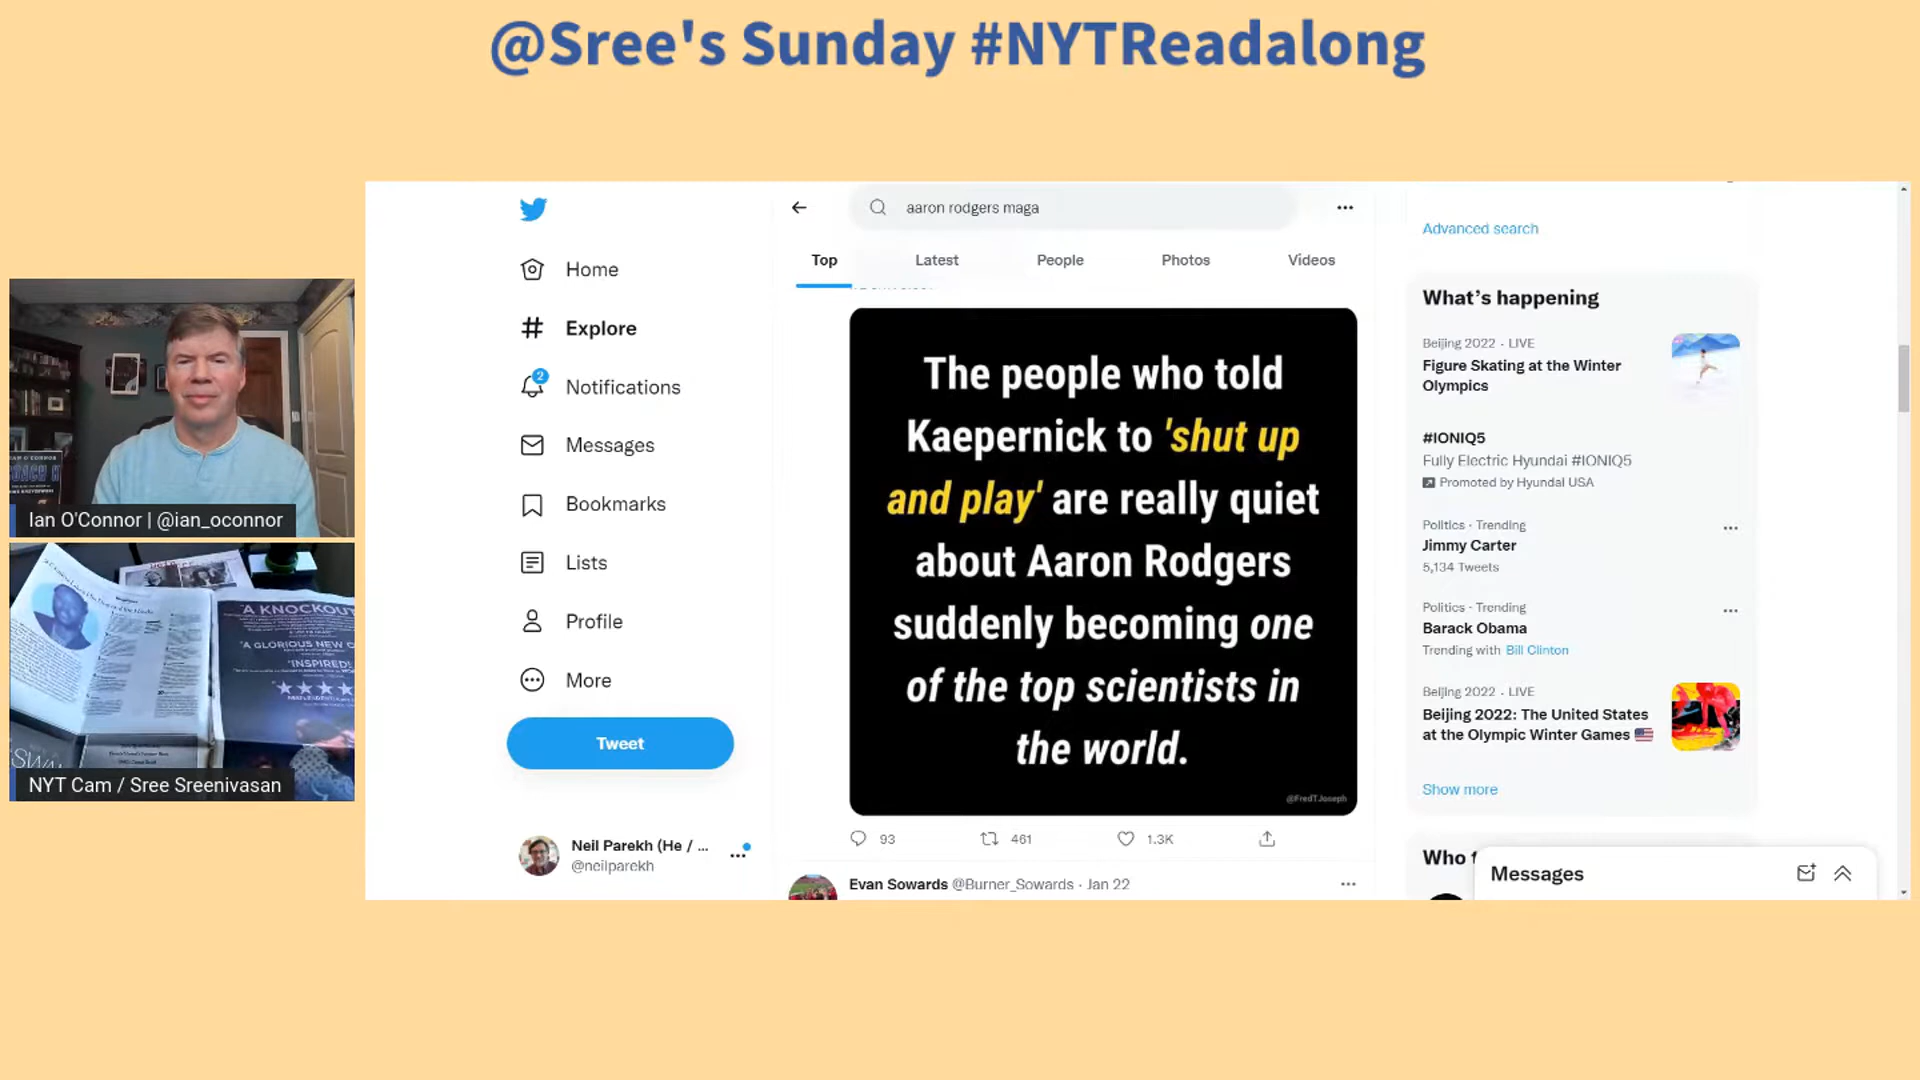 @Sree's Sunday #NYTReadalong
aaron rodgers maga
Top
Latest
People
Photos
Videos
Home
Explore
2
Notifications
Messages
Bookmarks
Lists
Profile
More
Tweet
Neil Parekh (He / ...
@neilparekh
The people who told
Kaepernick to 'shut up
and play' are really quiet
about Aaron Rodgers
suddenly becoming one
of the top scientists in
the world.
@FredTJoseph
93
461
1.3K
Evan Sowards @Burner_Sowards · Jan 22
Advanced search
What's happening
Beijing 2022 · LIVE
Figure Skating at the Winter
Olympics
#IONIQ5
Fully Electric Hyundai #IONIQ5
Promoted by Hyundai USA
Politics · Trending
Jimmy Carter
5,134 Tweets
Politics · Trending
Barack Obama
Trending with Bill Clinton
Beijing 2022 · LIVE
Beijing 2022: The United States
at the Olympic Winter Games
Show more
Who
Messages
Ian O'Connor | @ian_oconnor
"A KNOCKOUT
"A GLORIOUS NEW
"INSPIRED!
NYT Cam / Sree Sreenivasan